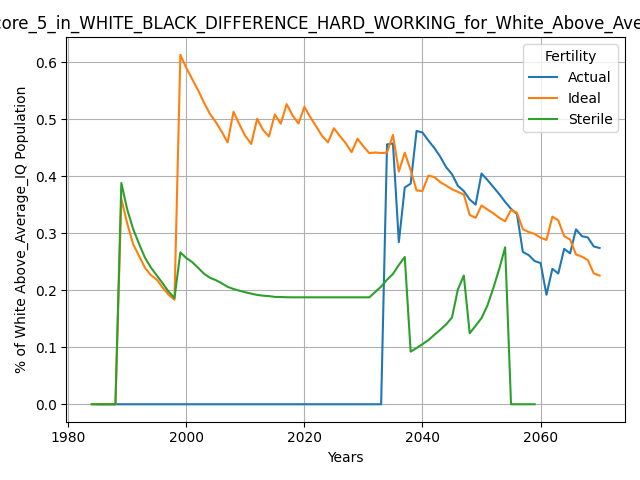 core_5_in_WHITE_BLACK_DIFFERENCE_HARD_WORKING_for_White_Above_Ave
Fertility
Actual
Ideal
Sterile
% of White Above_Average_IQ Population
0.6
0.5
0.4
0.3
0.2
0.1
0.0
1980
2000
2020
2040
2060
Years